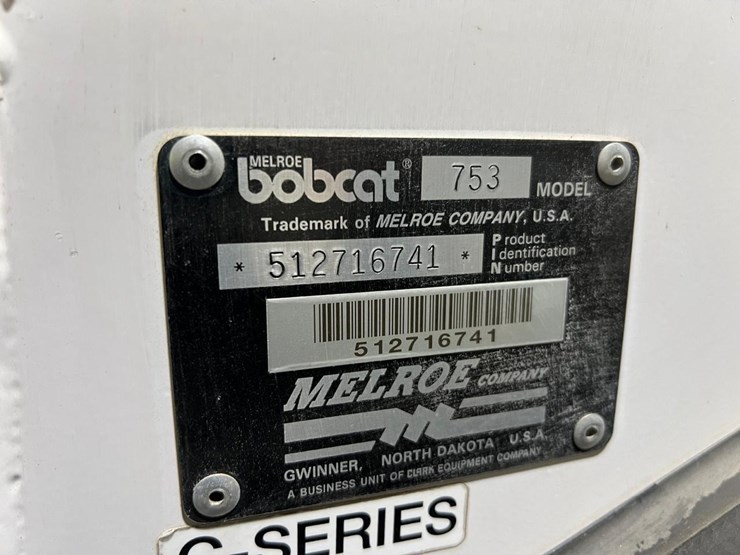 MELROE
bobcat® 753 MODEL
Trademark of MELROE COMPANY, U.S.A.
* 512716741 * Product
Identification
Number
512716741
MELROE COMPANY
GWINNER, NORTH DAKOTA U.S.A.
A BUSINESS UNIT OF CLARK EQUIPMENT COMPANY
SERIES